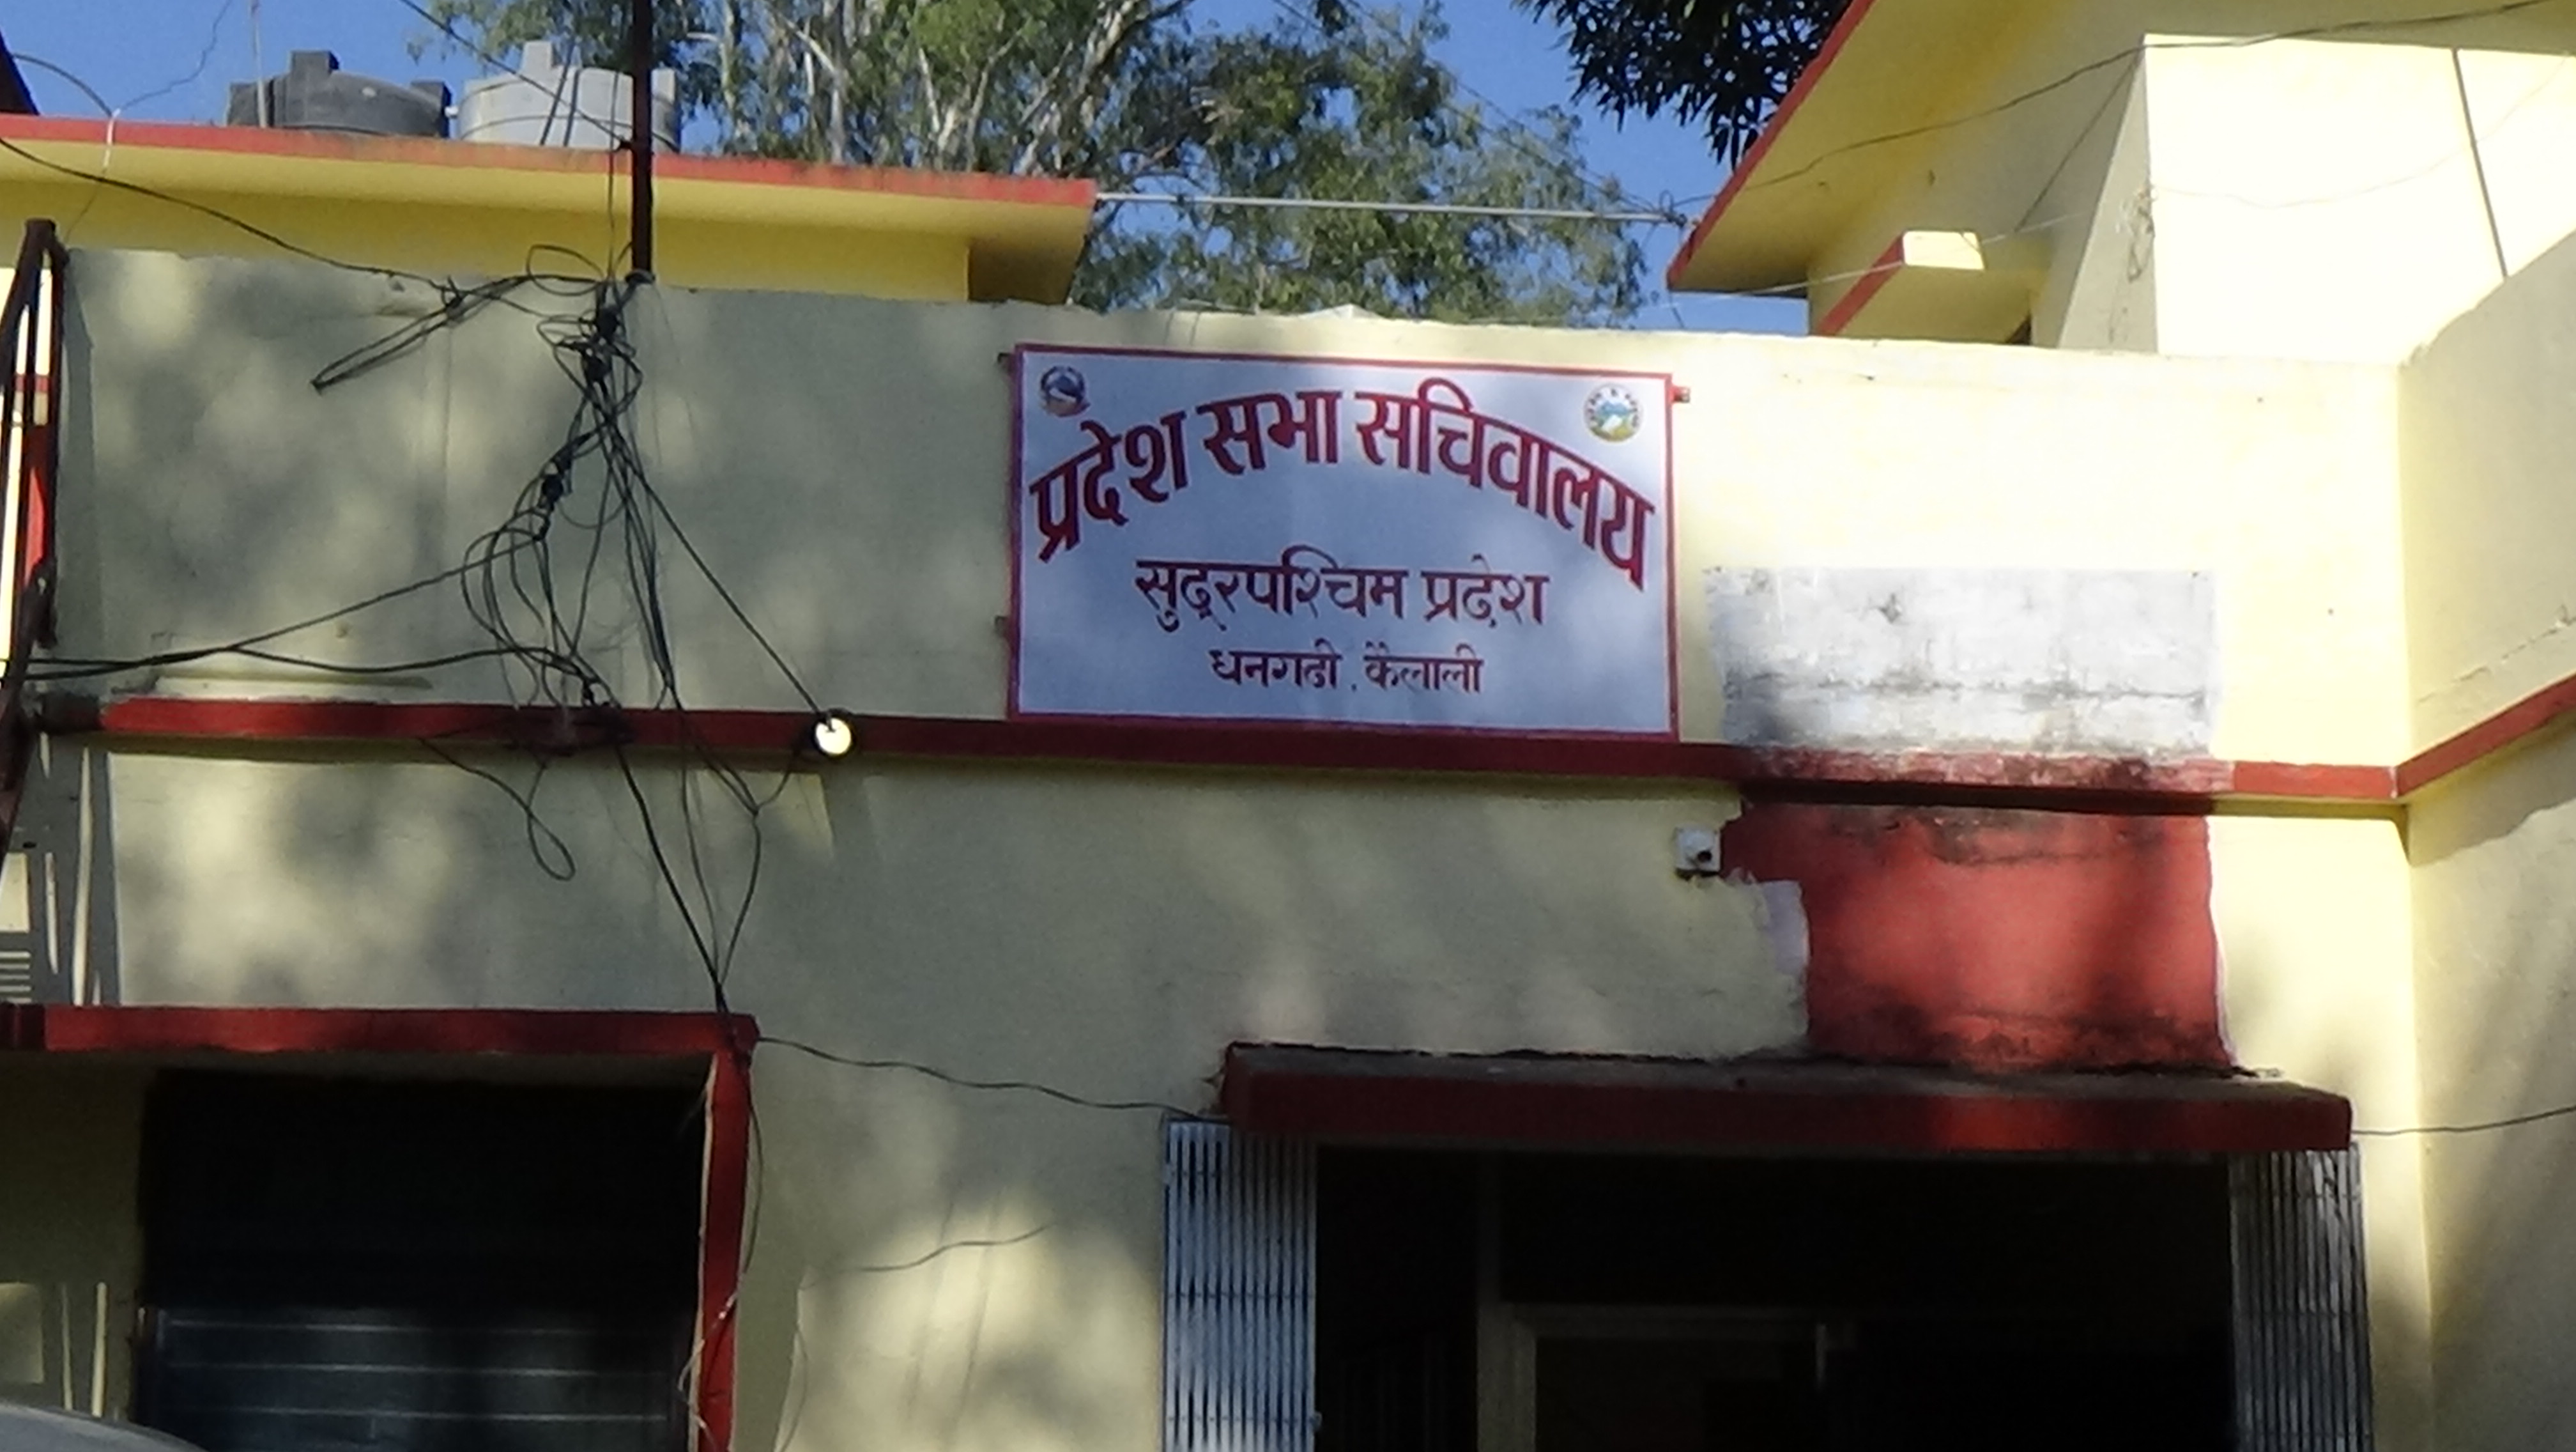 प्रदेश सभा सचिवालय
सुदूरपश्चिम प्रदेश
धनगढी, कैलाली